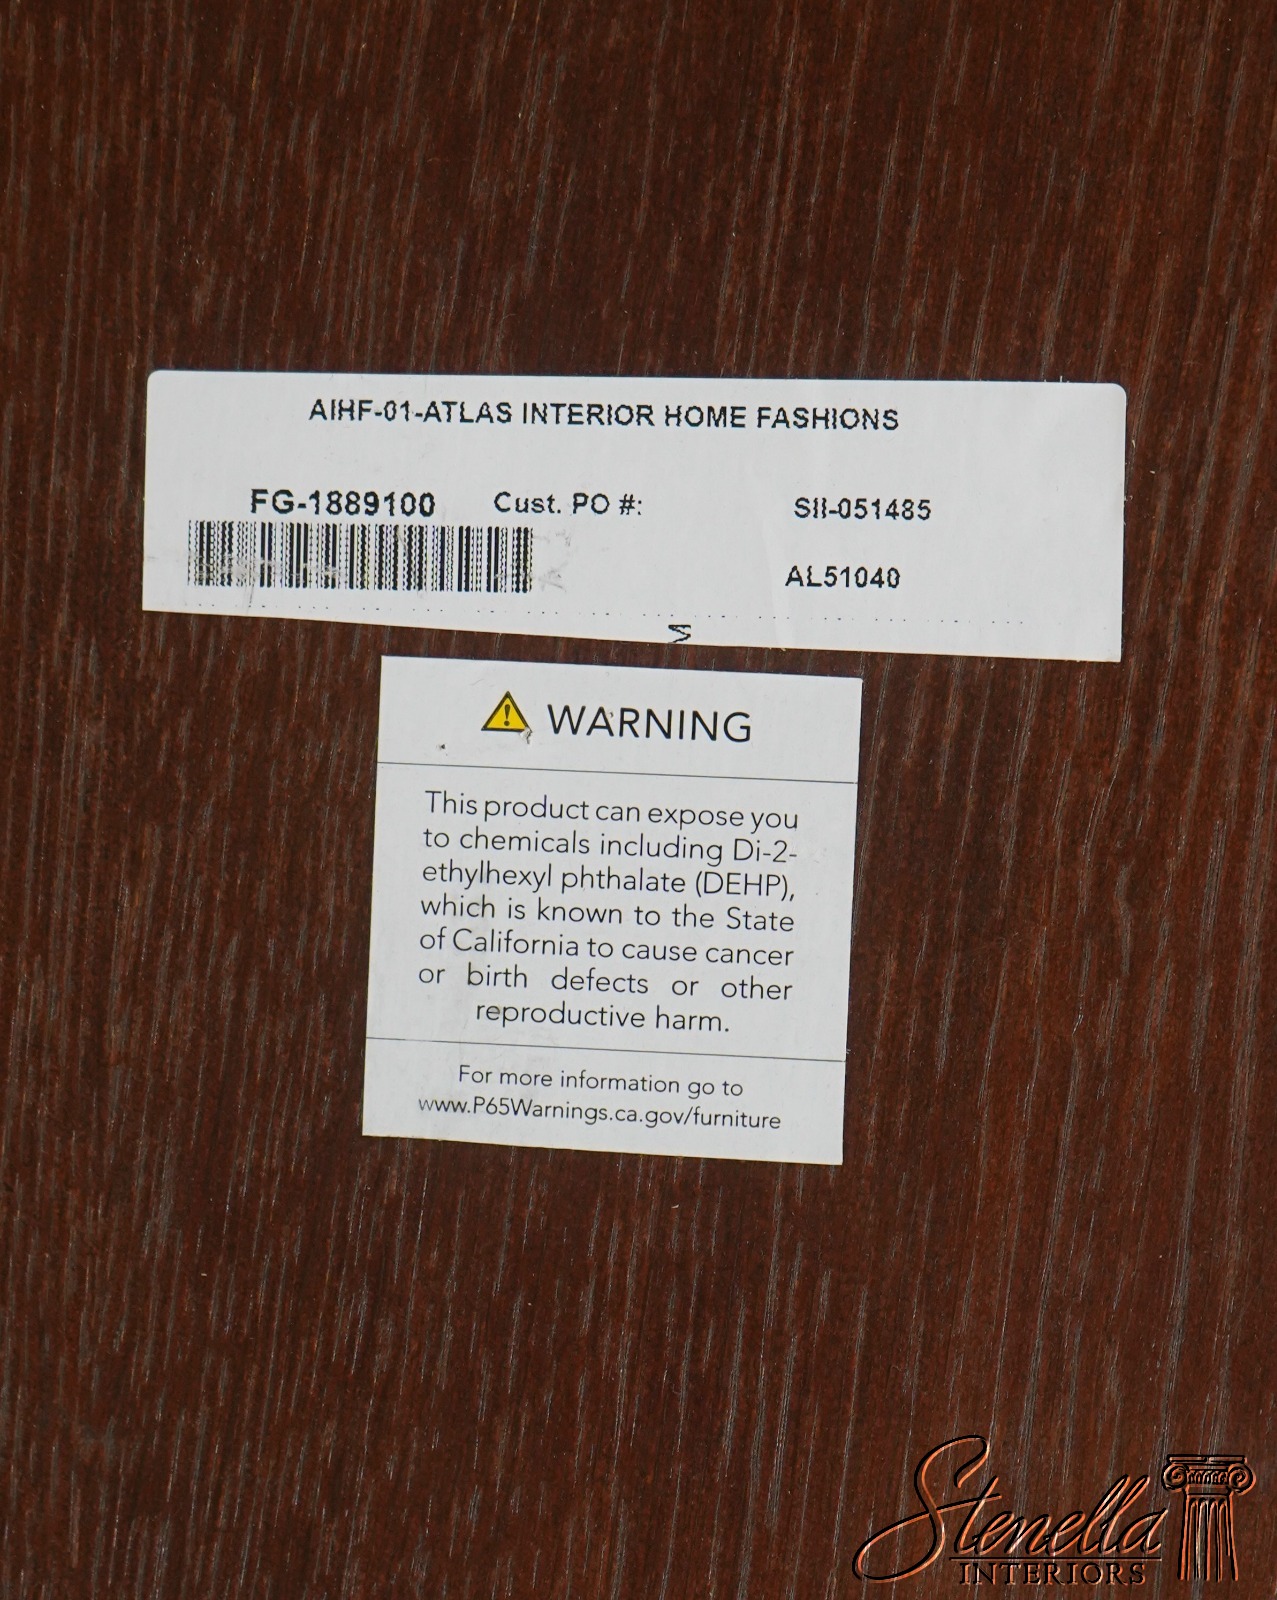 AIHF-01-ATLAS INTERIOR HOME FASHIONS
FG-1889100 Cust. PO #: SII-051485
AL51040
WARNING
This product can expose you
to chemicals including Di-2-
ethylhexyl phthalate (DEHP),
which is known to the State
of California to cause cancer
or birth defects or other
reproductive harm.
For more information go to
www.P65Warnings.ca.gov/furniture
Stenella
INTERIORS